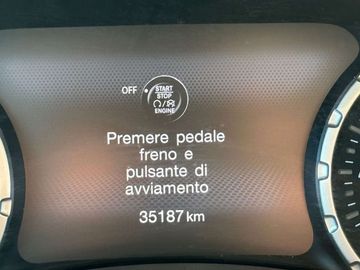 OFF
START
STOP
ENGINE
Premere pedale
freno e
pulsante di
avviamento
35187 km